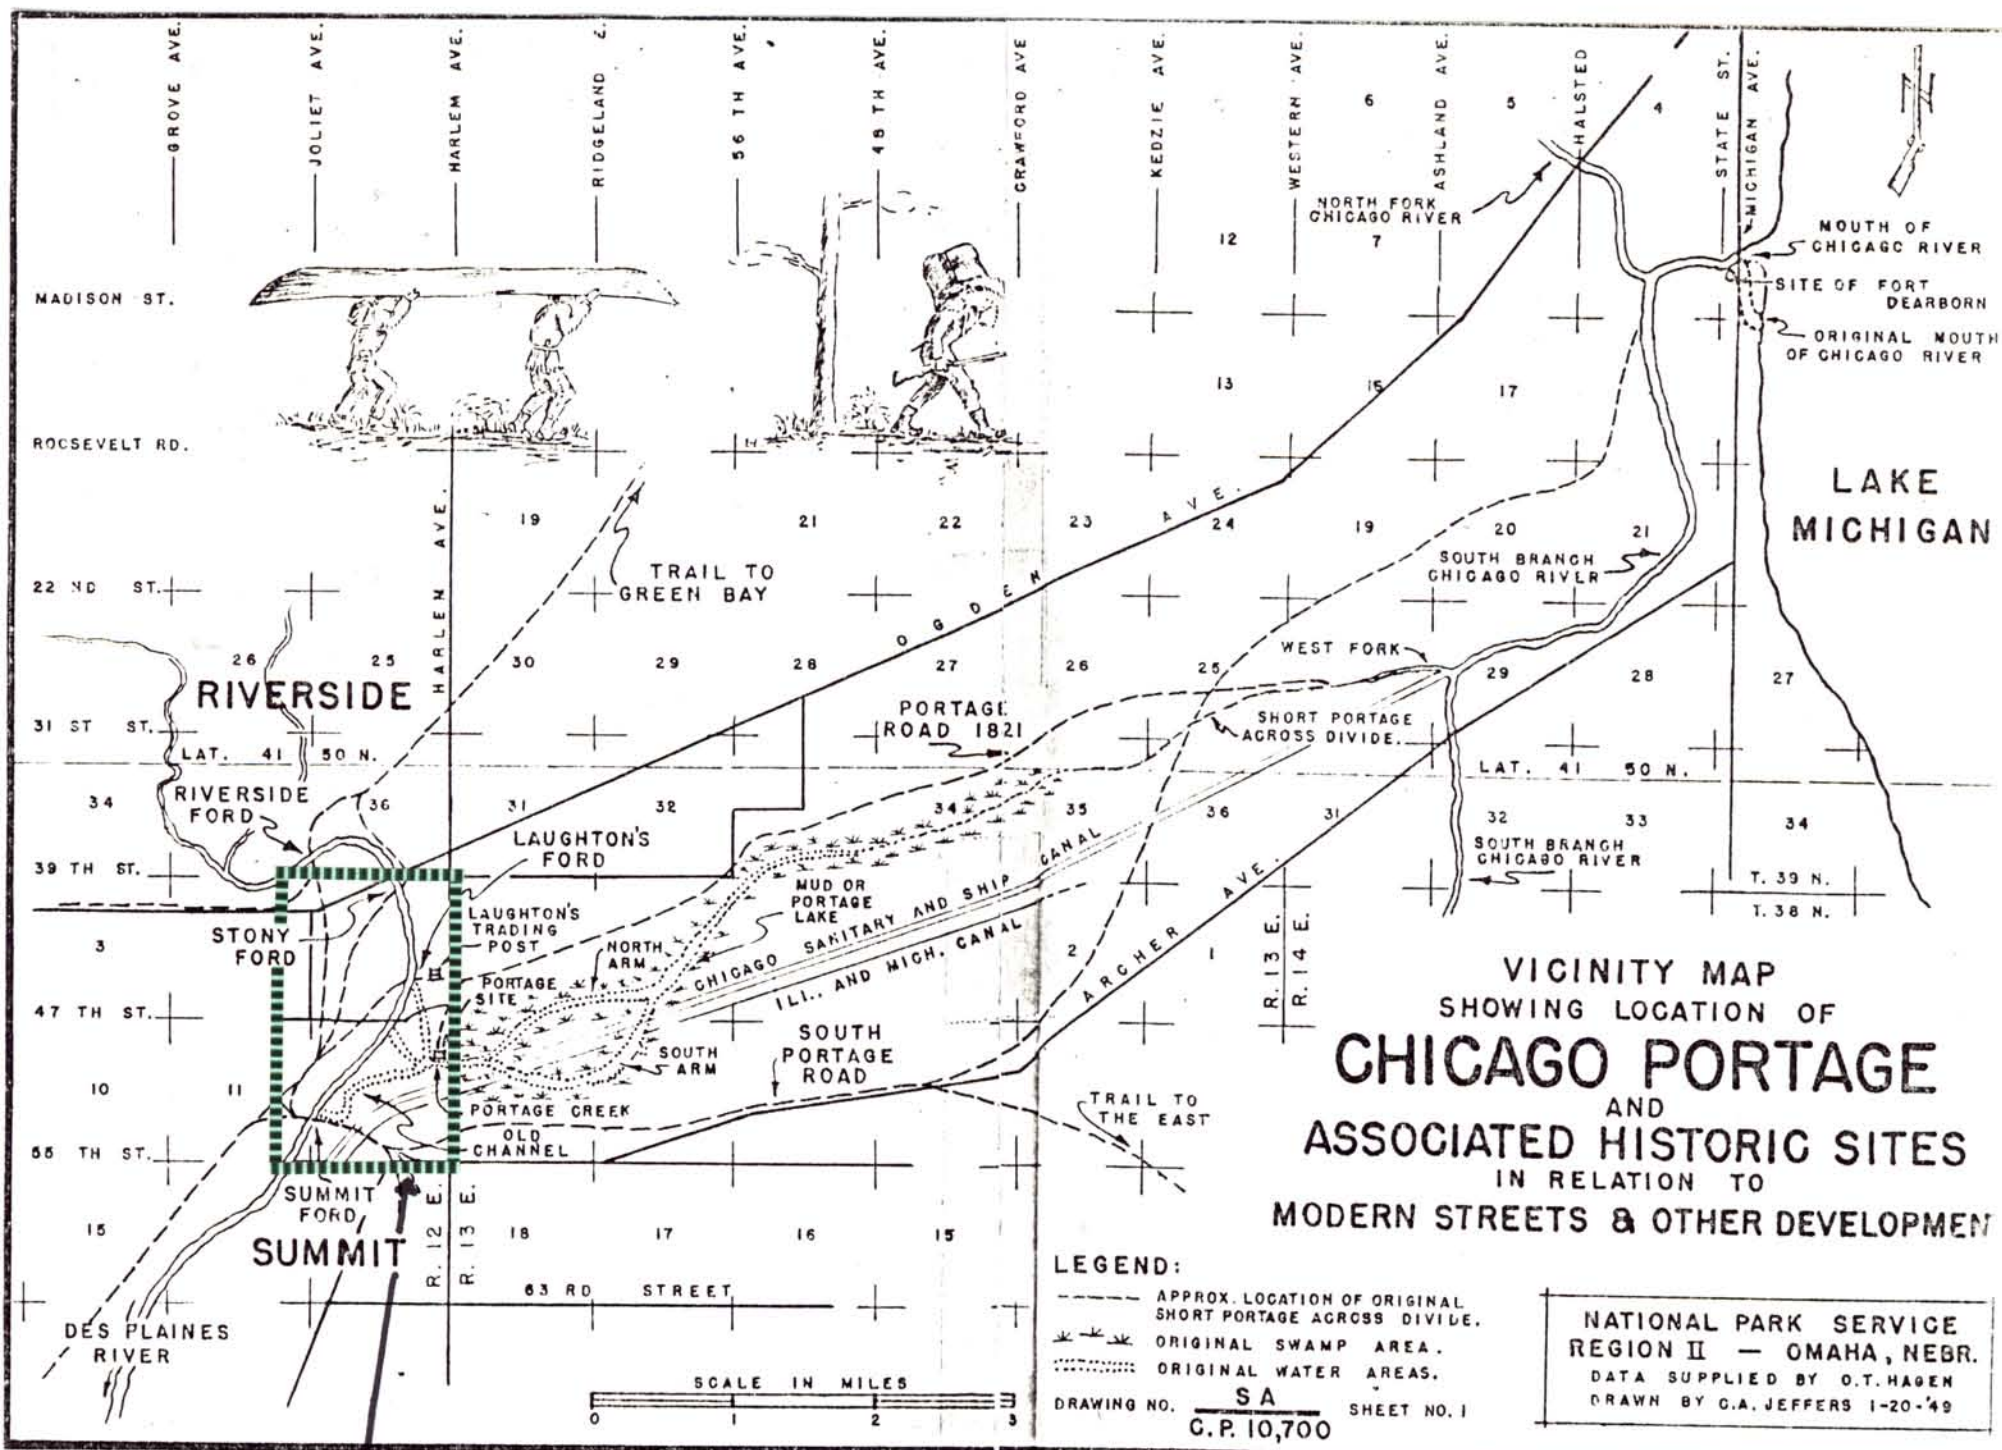 GROVE AVE.
JOLIET AVE.
HARLEM AVE.
RIDGELAND
56 TH AVE.
48 TH AVE.
CRAWFORD AVE
KEDZIE AVE.
WESTERN AVE.
ASHLAND AVE.
HALSTED
STATE ST.
MICHIGAN AVE.
N
6
5
4
NORTH FORK
CHICAGO RIVER
12
7
MOUTH OF
CHICAGO RIVER
MADISON ST.
SITE OF FORT
DEARBORN
ORIGINAL MOUTH
OF CHICAGO RIVER
13
17
ROOSEVELT RD.
LAKE
MICHIGAN
HARLEM AVE.
19
21
22
23
24
19
20
21
OGDEN AVE.
TRAIL TO
GREEN BAY
SOUTH BRANCH
CHICAGO RIVER
22 ND ST.
26
25
30
29
28
27
26
25
WEST FORK
29
28
27
RIVERSIDE
PORTAGE
ROAD 1821
SHORT PORTAGE
ACROSS DIVIDE.
31 ST ST.
LAT. 41 50 N.
LAT. 41 50 N.
34
RIVERSIDE
FORD
36
31
32
34
35
36
31
32
33
34
LAUGHTON'S
FORD
SOUTH BRANCH
CHICAGO RIVER
39 TH ST.
T. 39 N.
T. 38 N.
MUD OR
PORTAGE
LAKE
CHICAGO SANITARY AND SHIP CANAL
ILL. AND MICH. CANAL
ARCHER AVE.
R. 13 E.
R. 14 E.
3
STONY
FORD
LAUGHTON'S
TRADING
POST
NORTH
ARM
2
1
PORTAGE
SITE
47 TH ST.
SOUTH
PORTAGE
ROAD
SOUTH
ARM
10
11
PORTAGE CREEK
OLD
CHANNEL
TRAIL TO
THE EAST
55 TH ST.
SUMMIT
FORD
SUMMIT
R. 12 E.
R. 13 E.
15
18
17
16
15
63 RD STREET
DES PLAINES
RIVER
VICINITY MAP
SHOWING LOCATION OF
CHICAGO PORTAGE
AND
ASSOCIATED HISTORIC SITES
IN RELATION TO
MODERN STREETS & OTHER DEVELOPMEN
LEGEND:
APPROX. LOCATION OF ORIGINAL
SHORT PORTAGE ACROSS DIVIDE.
ORIGINAL SWAMP AREA.
ORIGINAL WATER AREAS.
SCALE IN MILES
0 1 2 3
DRAWING NO. SA SHEET NO. 1
C.P. 10,700
NATIONAL PARK SERVICE
REGION II — OMAHA, NEBR.
DATA SUPPLIED BY O.T. HAGEN
DRAWN BY C.A. JEFFERS 1-20-'49